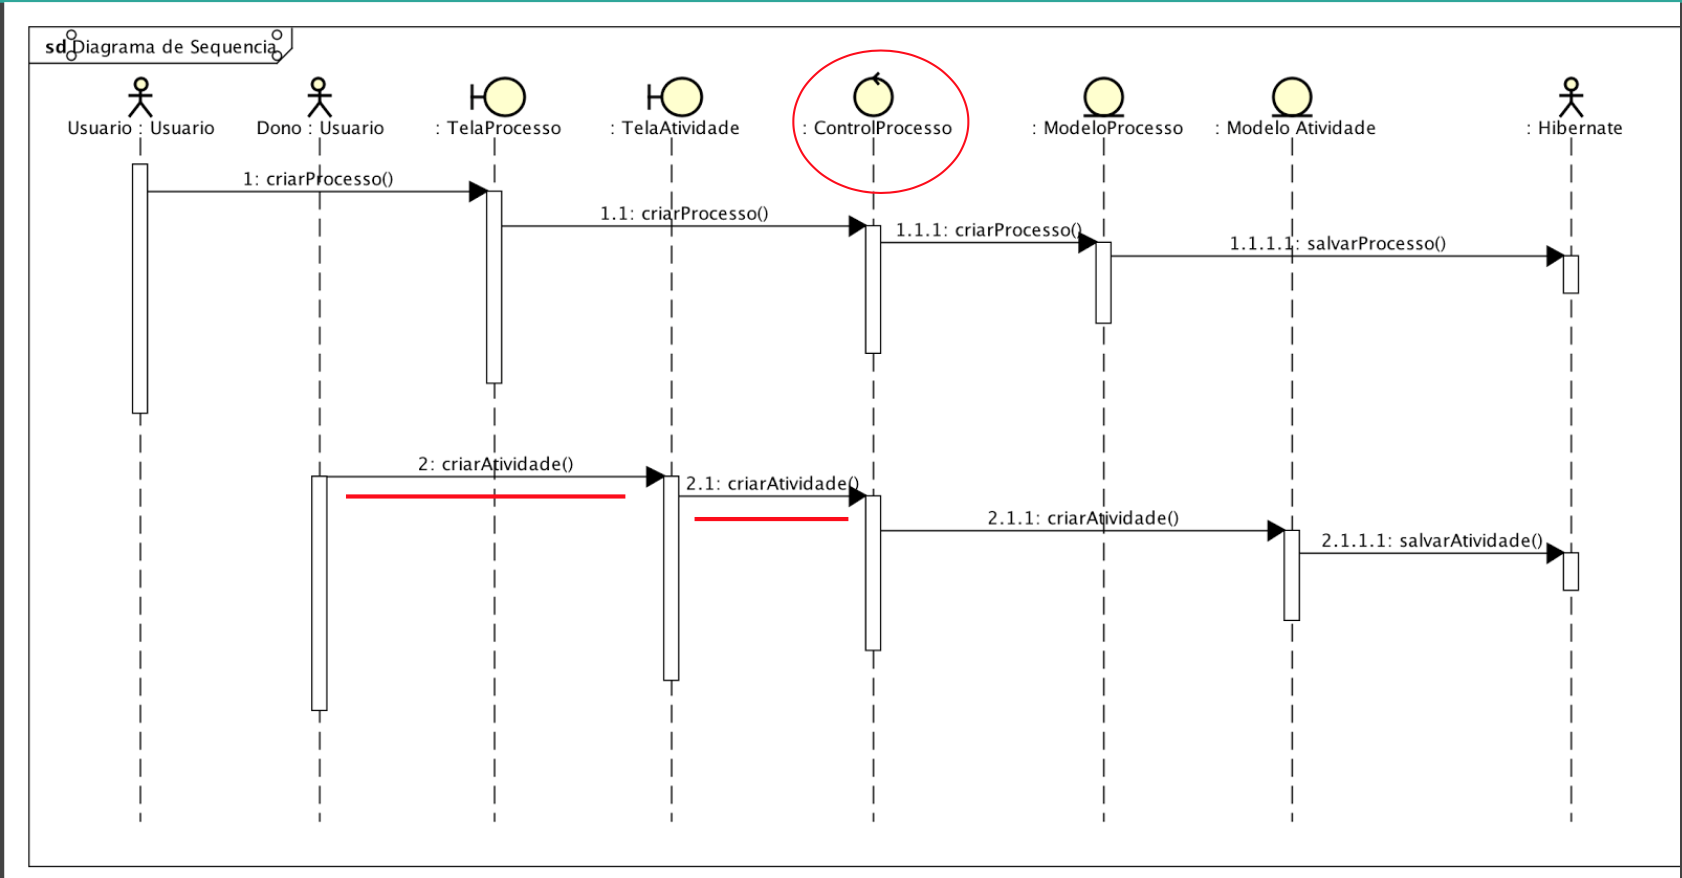 sd Diagrama de Sequencia
Usuario : Usuario
Dono : Usuario
: TelaProcesso
: TelaAtividade
: ControlProcesso
: ModeloProcesso
: Modelo Atividade
: Hibernate
1: criarProcesso()
1.1: criarProcesso()
1.1.1: criarProcesso()
1.1.1.1: salvarProcesso()
2: criarAtividade()
2.1: criarAtividade()
2.1.1: criarAtividade()
2.1.1.1: salvarAtividade()